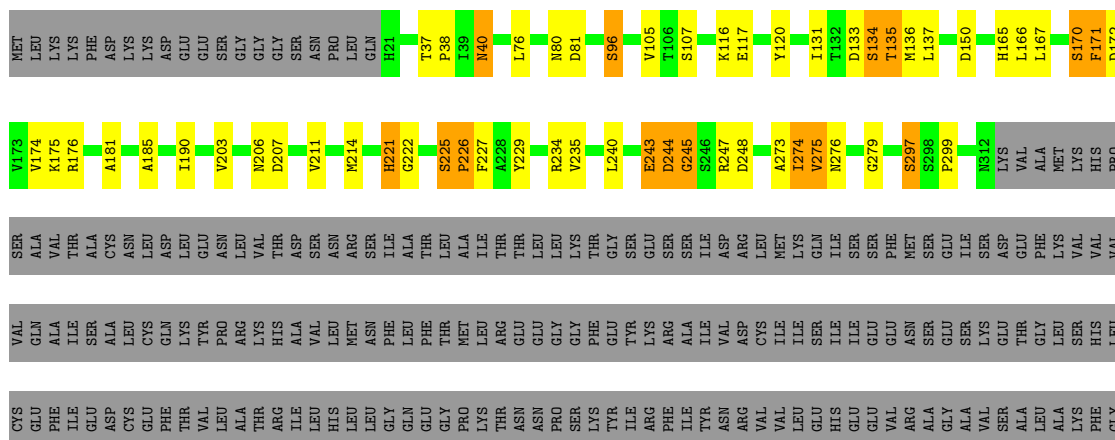 MET LEU LYS LYS PHE ASP LYS LYS ASP GLU GLU SER GLY GLY GLY SER ASN PRO LEU GLN H21 T37 P38 I39 N40 L76 N80 D81 S96 V105 T106 S107 K116 E117 Y120 I131 T132 D133 S134 T135 M136 L137 D150 H165 L166 L167 S170 F171 D172
V173 V174 K175 R176 A181 A185 I190 V203 N206 D207 V211 M214 H221 G222 S225 P226 F227 A228 Y229 R234 V235 L240 E243 D244 G245 S246 R247 D248 A273 I274 V275 N276 G279 S297 S298 P299 N312 LYS VAL ALA MET LYS HIS PRO
SER ALA VAL THR ALA CYS ASN LEU ASP LEU GLU ASN LEU VAL THR ASP SER ASN ARG SER ILE ALA THR LEU ALA ILE THR THR LEU LEU LYS THR GLY SER GLU SER SER ILE ASP ARG LEU MET LYS GLN ILE SER SER PHE MET SER GLU ILE SER ASP GLU PHE LYS VAL VAL VAL
VAL GLN ALA ILE SER ALA LEU CYS GLN LYS TYR PRO ARG LYS HIS ALA VAL LEU MET ASN PHE LEU PHE THR MET LEU ARG GLU GLU GLY GLY PHE GLU TYR LYS ARG ALA ILE VAL ASP CYS ILE ILE SER ILE ILE GLU GLU ASN SER GLU SER LYS GLU THR GLY LEU SER HIS LEU
CYS GLU PHE ILE GLU ASP CYS GLU PHE THR VAL LEU ALA THR ARG ILE LEU HIS LEU LEU GLY GLN GLU GLY PRO LYS THR ASN ASN PRO SER LYS TYR ILE ARG PHE ILE TYR ASN ARG VAL VAL LEU GLU HIS GLU GLU VAL ARG ALA GLY ALA VAL SER ALA LEU ALA LYS PHE GLY